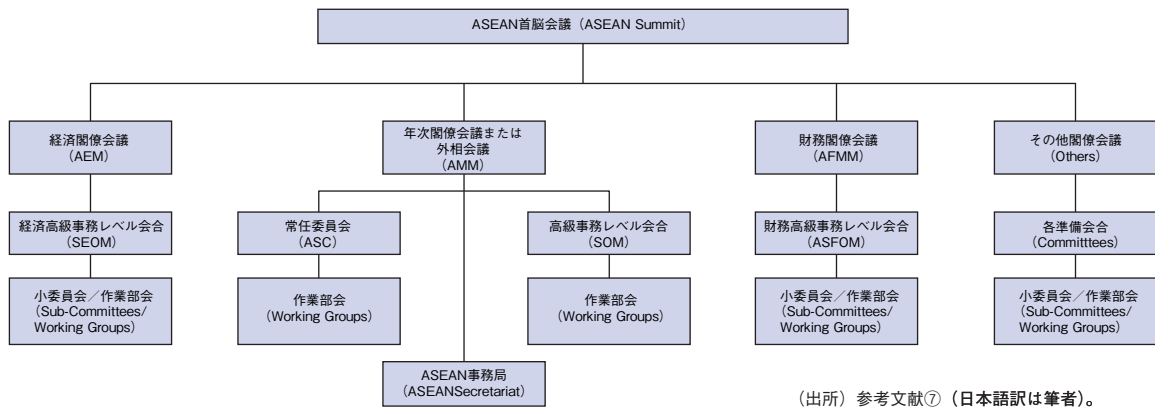 ASEAN首脳会議（ASEAN Summit）
経済閣僚会議
(AEM)
年次閣僚会議または
外相会議
(AMM)
財務閣僚会議
(AFMM)
その他閣僚会議
(Others)
経済高級事務レベル会合
(SEOM)
常任委員会
(ASC)
高級事務レベル会合
(SOM)
財務高級事務レベル会合
(ASFOM)
各準備会合
(Committtees)
小委員会／作業部会
(Sub-Committees/
Working Groups)
作業部会
(Working Groups)
作業部会
(Working Groups)
小委員会／作業部会
(Sub-Committees/
Working Groups)
小委員会／作業部会
(Sub-Committees/
Working Groups)
ASEAN事務局
(ASEANSecretariat)
（出所）参考文献⑦（日本語訳は筆者）。